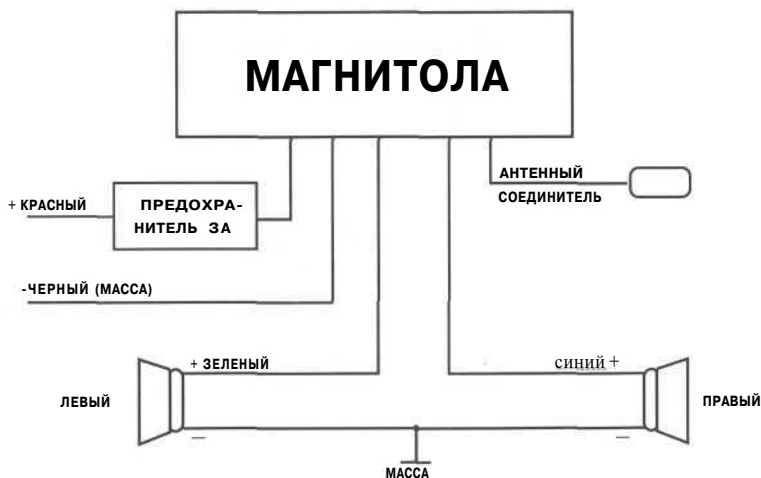 МАГНИТОЛА
АНТЕННЫЙ
СОЕДИНИТЕЛЬ
+ КРАСНЫЙ
ПРЕДОХРА-
НИТЕЛЬ 3А
-ЧЕРНЫЙ (МАССА)
+ ЗЕЛЕНЫЙ
синий +
ЛЕВЫЙ
ПРАВЫЙ
–
–
МАССА